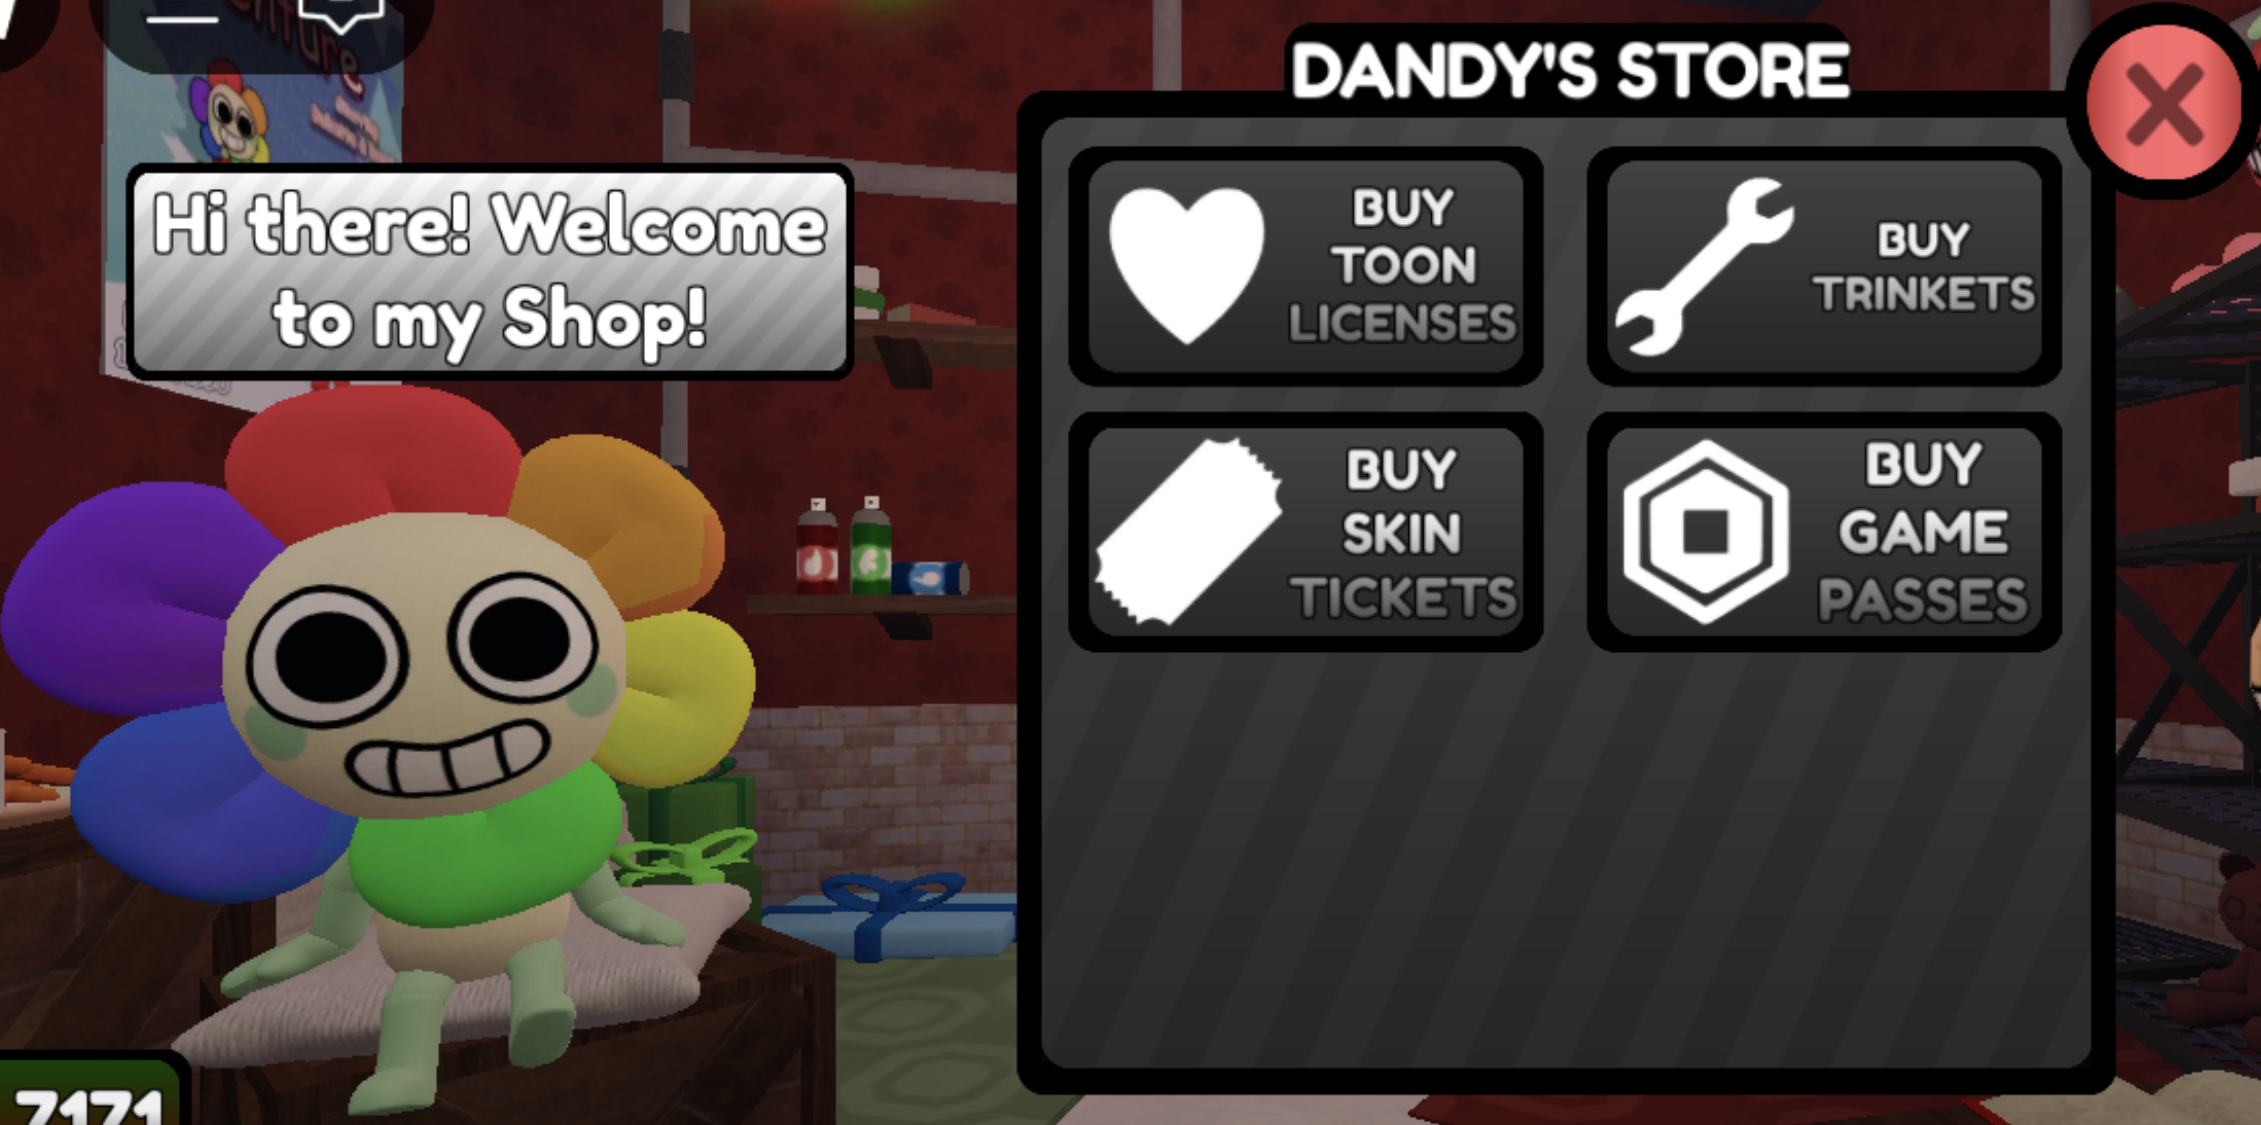 DANDY'S STORE
Hi there! Welcome
to my Shop!
BUY
TOON
LICENSES
BUY
TRINKETS
BUY
SKIN
TICKETS
BUY
GAME
PASSES
7171